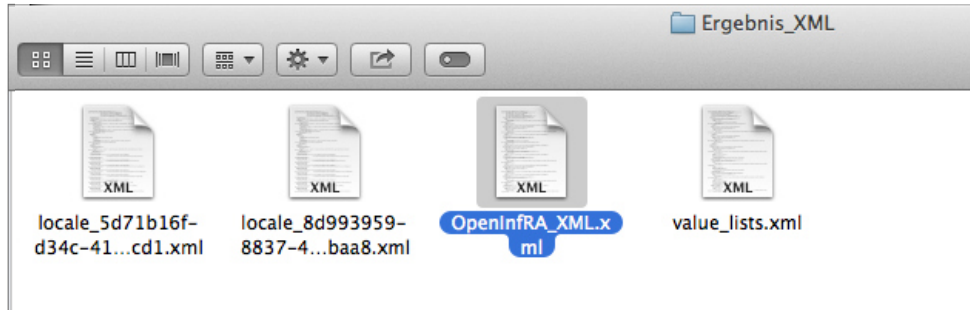 Ergebnis_XML
XML XML XML XML
locale_5d71b16f- locale_8d993959- OpenInfRA_XML.x value_lists.xml
d34c-41...cd1.xml 8837-4...baa8.xml ml